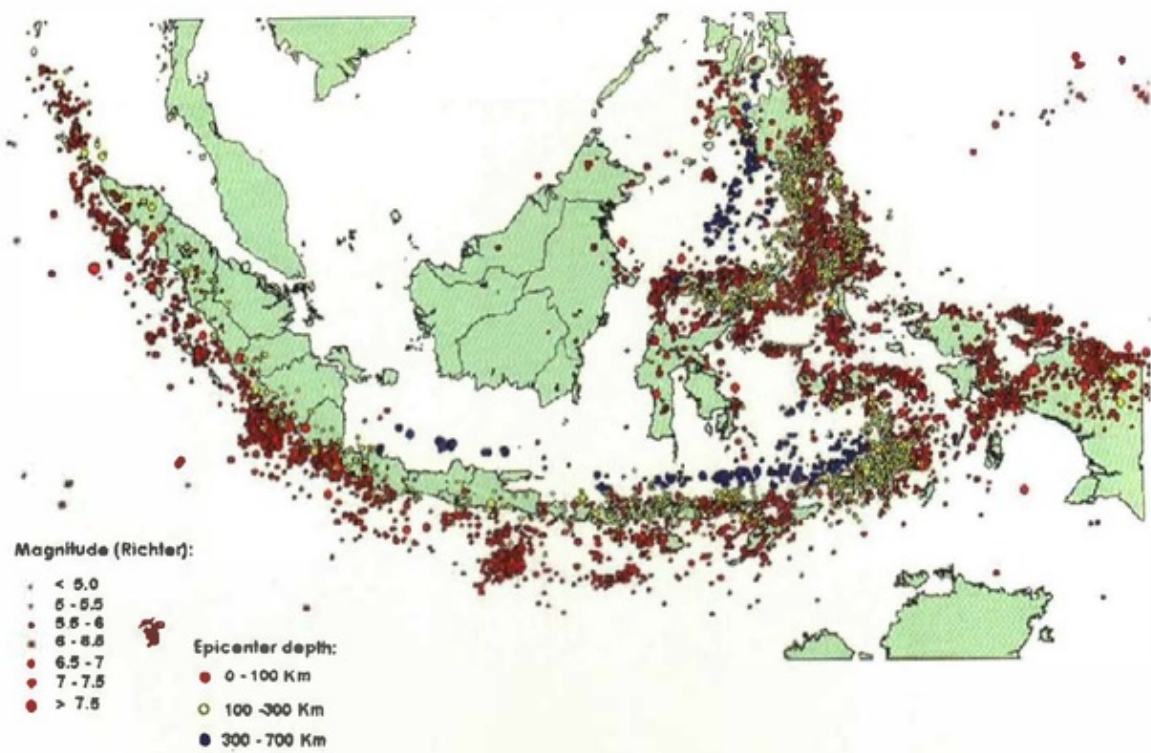 Magnitude (Richter):
< 5.0
5 - 5.5
5.5 - 6
6 - 6.5
6.5 - 7
7 - 7.5
> 7.5
Epicenter depth:
0 - 100 Km
100 -300 Km
300 - 700 Km